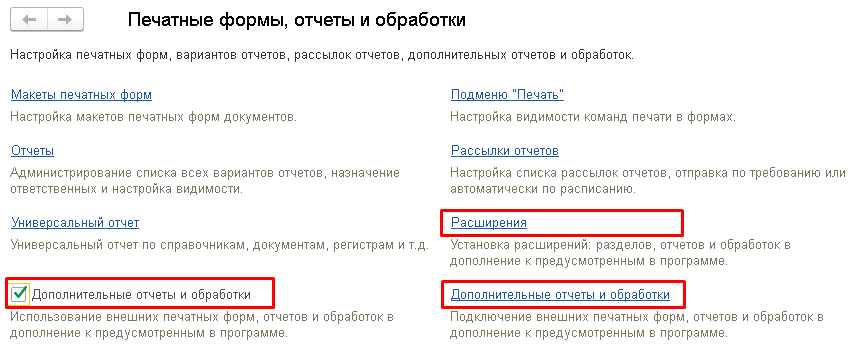 Печатные формы, отчеты и обработки
Настройка печатных форм, вариантов отчетов, рассылок отчетов, дополнительных отчетов и обработок.
Макеты печатных форм
Настройка макетов печатных форм документов.
Подменю "Печать"
Настройка видимости команд печати в формах.
Отчеты
Администрирование списка всех вариантов отчетов, назначение
ответственных и настройка видимости.
Рассылки отчетов
Настройка списка рассылок отчетов, отправка по требованию или
автоматически по расписанию.
Универсальный отчет
Универсальный отчет по справочникам, документам, регистрам и т.д.
Расширения
Установка расширений: разделов, отчетов и обработок в
дополнение к предусмотренным в программе.
Дополнительные отчеты и обработки
Использование внешних печатных форм, отчетов и обработок в
дополнение к предусмотренным в программе.
Дополнительные отчеты и обработки
Подключение внешних печатных форм, отчетов и обработок в
дополнение к предусмотренным в программе.